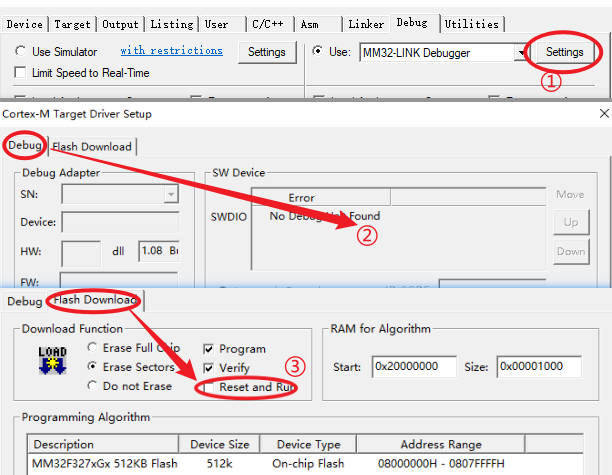 Device | Target | Output | Listing | User | C/C++ | Asm | Linker | Debug | Utilities
Use Simulator with restrictions Settings Use: MM32-LINK Debugger Settings
Limit Speed to Real-Time
①
Cortex-M Target Driver Setup
Debug Flash Download
Debug Adapter
SN:
Device:
HW: dll 1.08
FW:
SW Device
Error
SWDIO No Debug Found
Move
Up
Down
②
Debug Flash Download
Download Function
LOAD
Erase Full Chip Program
Erase Sectors Verify
Do not Erase Reset and Run
③
RAM for Algorithm
Start: 0x20000000 Size: 0x00001000
Programming Algorithm
Description Device Size Device Type Address Range
MM32F327xGx 512KB Flash 512k On-chip Flash 08000000H - 0807FFFFH